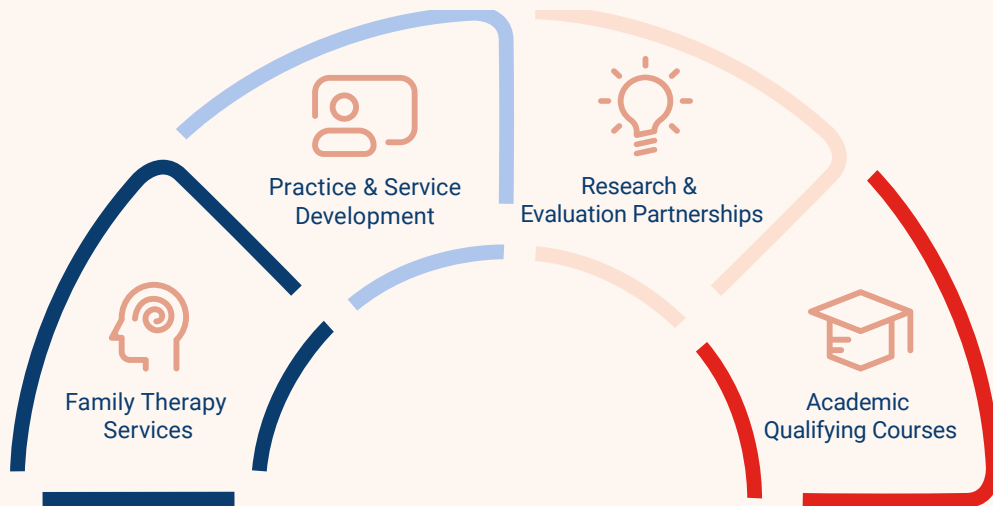 Family Therapy
Services
Practice & Service
Development
Research &
Evaluation Partnerships
Academic
Qualifying Courses